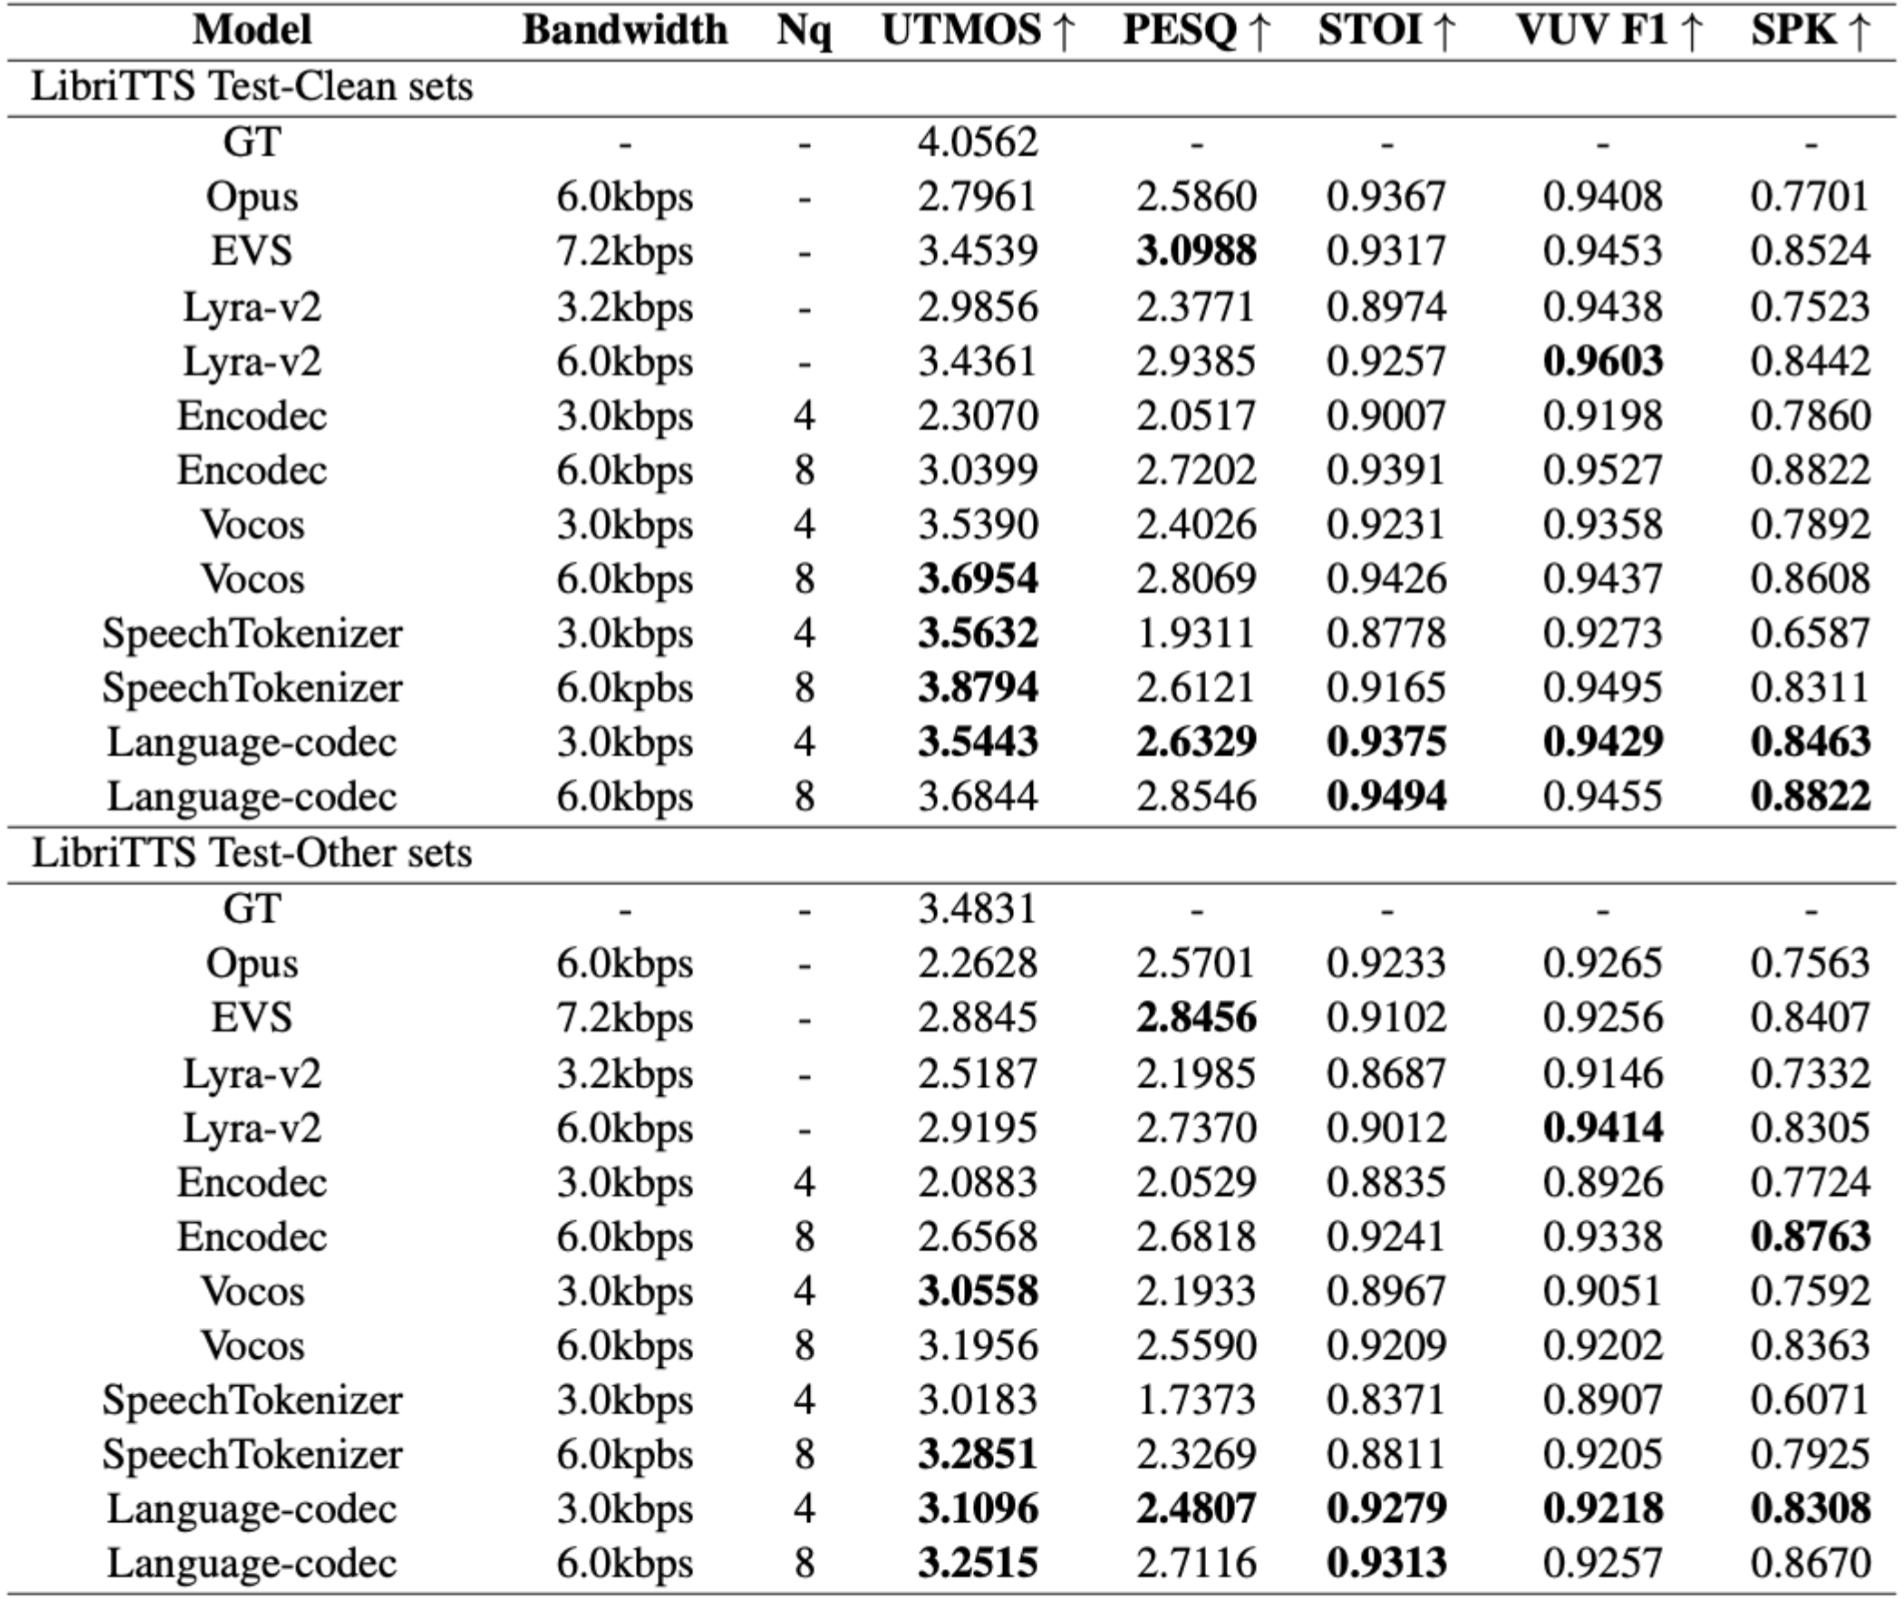 Model Bandwidth Nq UTMOS ↑ PESQ ↑ STOI ↑ VUV F1 ↑ SPK ↑
LibriTTS Test-Clean sets
GT - - 4.0562 - - - -
Opus 6.0kbps - 2.7961 2.5860 0.9367 0.9408 0.7701
EVS 7.2kbps - 3.4539 3.0988 0.9317 0.9453 0.8524
Lyra-v2 3.2kbps - 2.9856 2.3771 0.8974 0.9438 0.7523
Lyra-v2 6.0kbps - 3.4361 2.9385 0.9257 0.9603 0.8442
Encodec 3.0kbps 4 2.3070 2.0517 0.9007 0.9198 0.7860
Encodec 6.0kbps 8 3.0399 2.7202 0.9391 0.9527 0.8822
Vocos 3.0kbps 4 3.5390 2.4026 0.9231 0.9358 0.7892
Vocos 6.0kbps 8 3.6954 2.8069 0.9426 0.9437 0.8608
SpeechTokenizer 3.0kbps 4 3.5632 1.9311 0.8778 0.9273 0.6587
SpeechTokenizer 6.0kpbs 8 3.8794 2.6121 0.9165 0.9495 0.8311
Language-codec 3.0kbps 4 3.5443 2.6329 0.9375 0.9429 0.8463
Language-codec 6.0kbps 8 3.6844 2.8546 0.9494 0.9455 0.8822
LibriTTS Test-Other sets
GT - - 3.4831 - - - -
Opus 6.0kbps - 2.2628 2.5701 0.9233 0.9265 0.7563
EVS 7.2kbps - 2.8845 2.8456 0.9102 0.9256 0.8407
Lyra-v2 3.2kbps - 2.5187 2.1985 0.8687 0.9146 0.7332
Lyra-v2 6.0kbps - 2.9195 2.7370 0.9012 0.9414 0.8305
Encodec 3.0kbps 4 2.0883 2.0529 0.8835 0.8926 0.7724
Encodec 6.0kbps 8 2.6568 2.6818 0.9241 0.9338 0.8763
Vocos 3.0kbps 4 3.0558 2.1933 0.8967 0.9051 0.7592
Vocos 6.0kbps 8 3.1956 2.5590 0.9209 0.9202 0.8363
SpeechTokenizer 3.0kbps 4 3.0183 1.7373 0.8371 0.8907 0.6071
SpeechTokenizer 6.0kpbs 8 3.2851 2.3269 0.8811 0.9205 0.7925
Language-codec 3.0kbps 4 3.1096 2.4807 0.9279 0.9218 0.8308
Language-codec 6.0kbps 8 3.2515 2.7116 0.9313 0.9257 0.8670